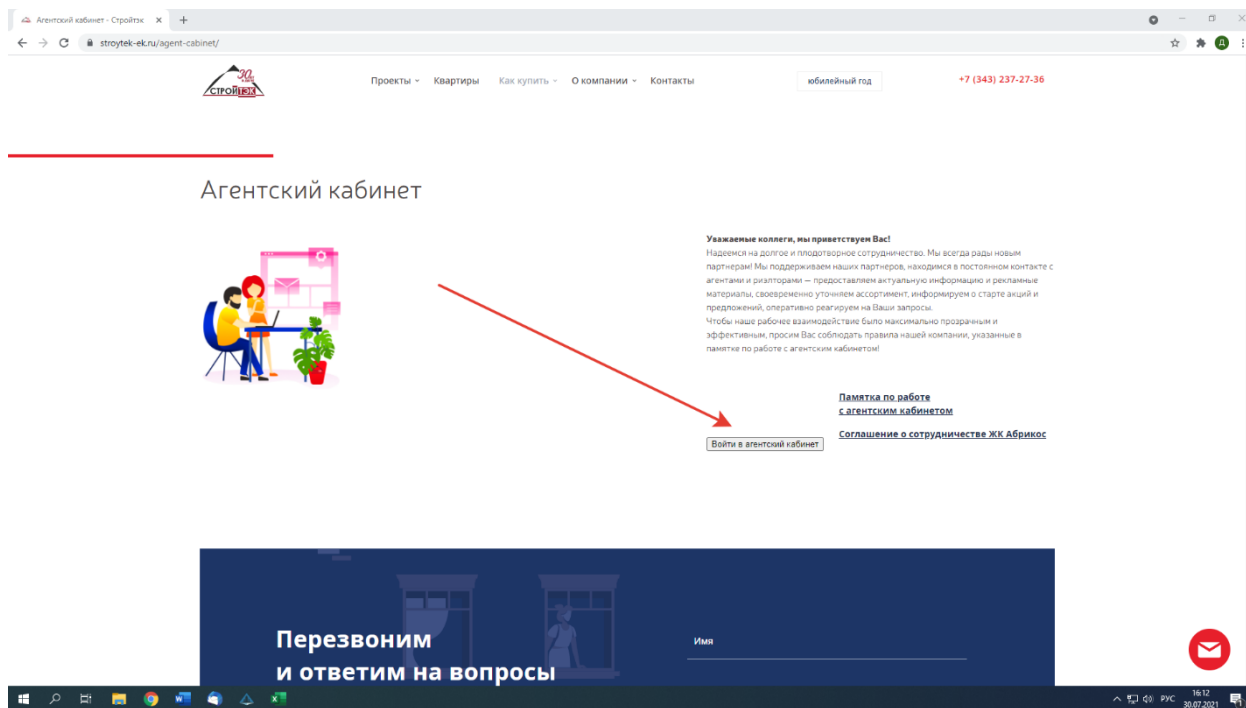 Агентский кабинет - Стройтэк
stroytek-ek.ru/agent-cabinet/
Д
30
СТРОЙТЭК
Проекты
Квартиры
Как купить
О компании
Контакты
юбилейный год
+7 (343) 237-27-36
Агентский кабинет
Уважаемые коллеги, мы приветствуем Вас!
Надеемся на долгое и плодотворное сотрудничество. Мы всегда рады новым
партнерам! Мы поддерживаем наших партнеров, находимся в постоянном контакте с
агентами и риэлторами — предоставляем актуальную информацию и рекламные
материалы, своевременно уточняем ассортимент, информируем о старте акций и
предложений, оперативно реагируем на Ваши запросы.
Чтобы наше рабочее взаимодействие было максимально прозрачным и
эффективным, просим Вас соблюдать правила нашей компании, указанные в
памятке по работе с агентским кабинетом!
Памятка по работе
с агентским кабинетом
Войти в агентский кабинет
Соглашение о сотрудничестве ЖК Абрикос
Перезвоним
и ответим на вопросы
Имя
РУС
16:12
30.07.2021